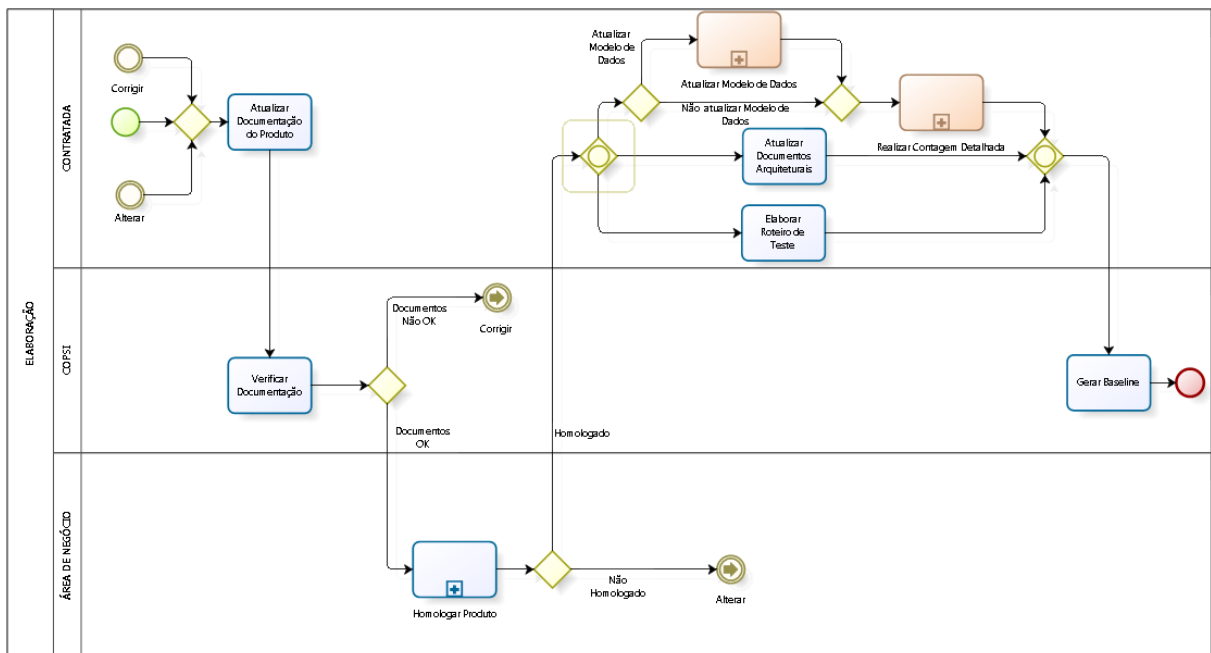 ELABORAÇÃO
CONTRATADA
Corrigir
Alterar
Atualizar
Documentação
do Produto
Atualizar
Modelo de
Dados
Atualizar Modelo de Dados
Não atualizar Modelo de
Dados
Atualizar
Documentos
Arquiteturais
Realizar Contagem Detalhada
Elaborar
Roteiro de
Teste
COPSI
Verificar
Documentação
Documentos
Não OK
Corrigir
Documentos
OK
Homologado
Gerar Baseline
ÁREA DE NEGÓCIO
Homologar Produto
Não
Homologado
Alterar